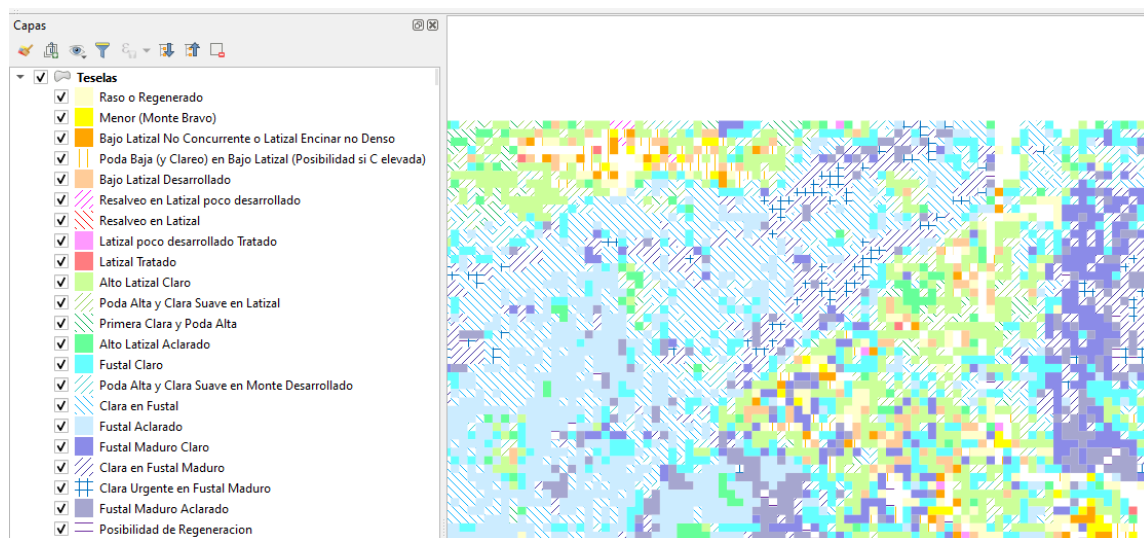 Capas
Teselas
Raso o Regenerado
Menor (Monte Bravo)
Bajo Latizal No Concurrente o Latizal Encinar no Denso
Poda Baja (y Clareo) en Bajo Latizal (Posibilidad si C elevada)
Bajo Latizal Desarrollado
Resalveo en Latizal poco desarrollado
Resalveo en Latizal
Latizal poco desarrollado Tratado
Latizal Tratado
Alto Latizal Claro
Poda Alta y Clara Suave en Latizal
Primera Clara y Poda Alta
Alto Latizal Aclarado
Fustal Claro
Poda Alta y Clara Suave en Monte Desarrollado
Clara en Fustal
Fustal Aclarado
Fustal Maduro Claro
Clara en Fustal Maduro
Clara Urgente en Fustal Maduro
Fustal Maduro Aclarado
Posibilidad de Regeneracion